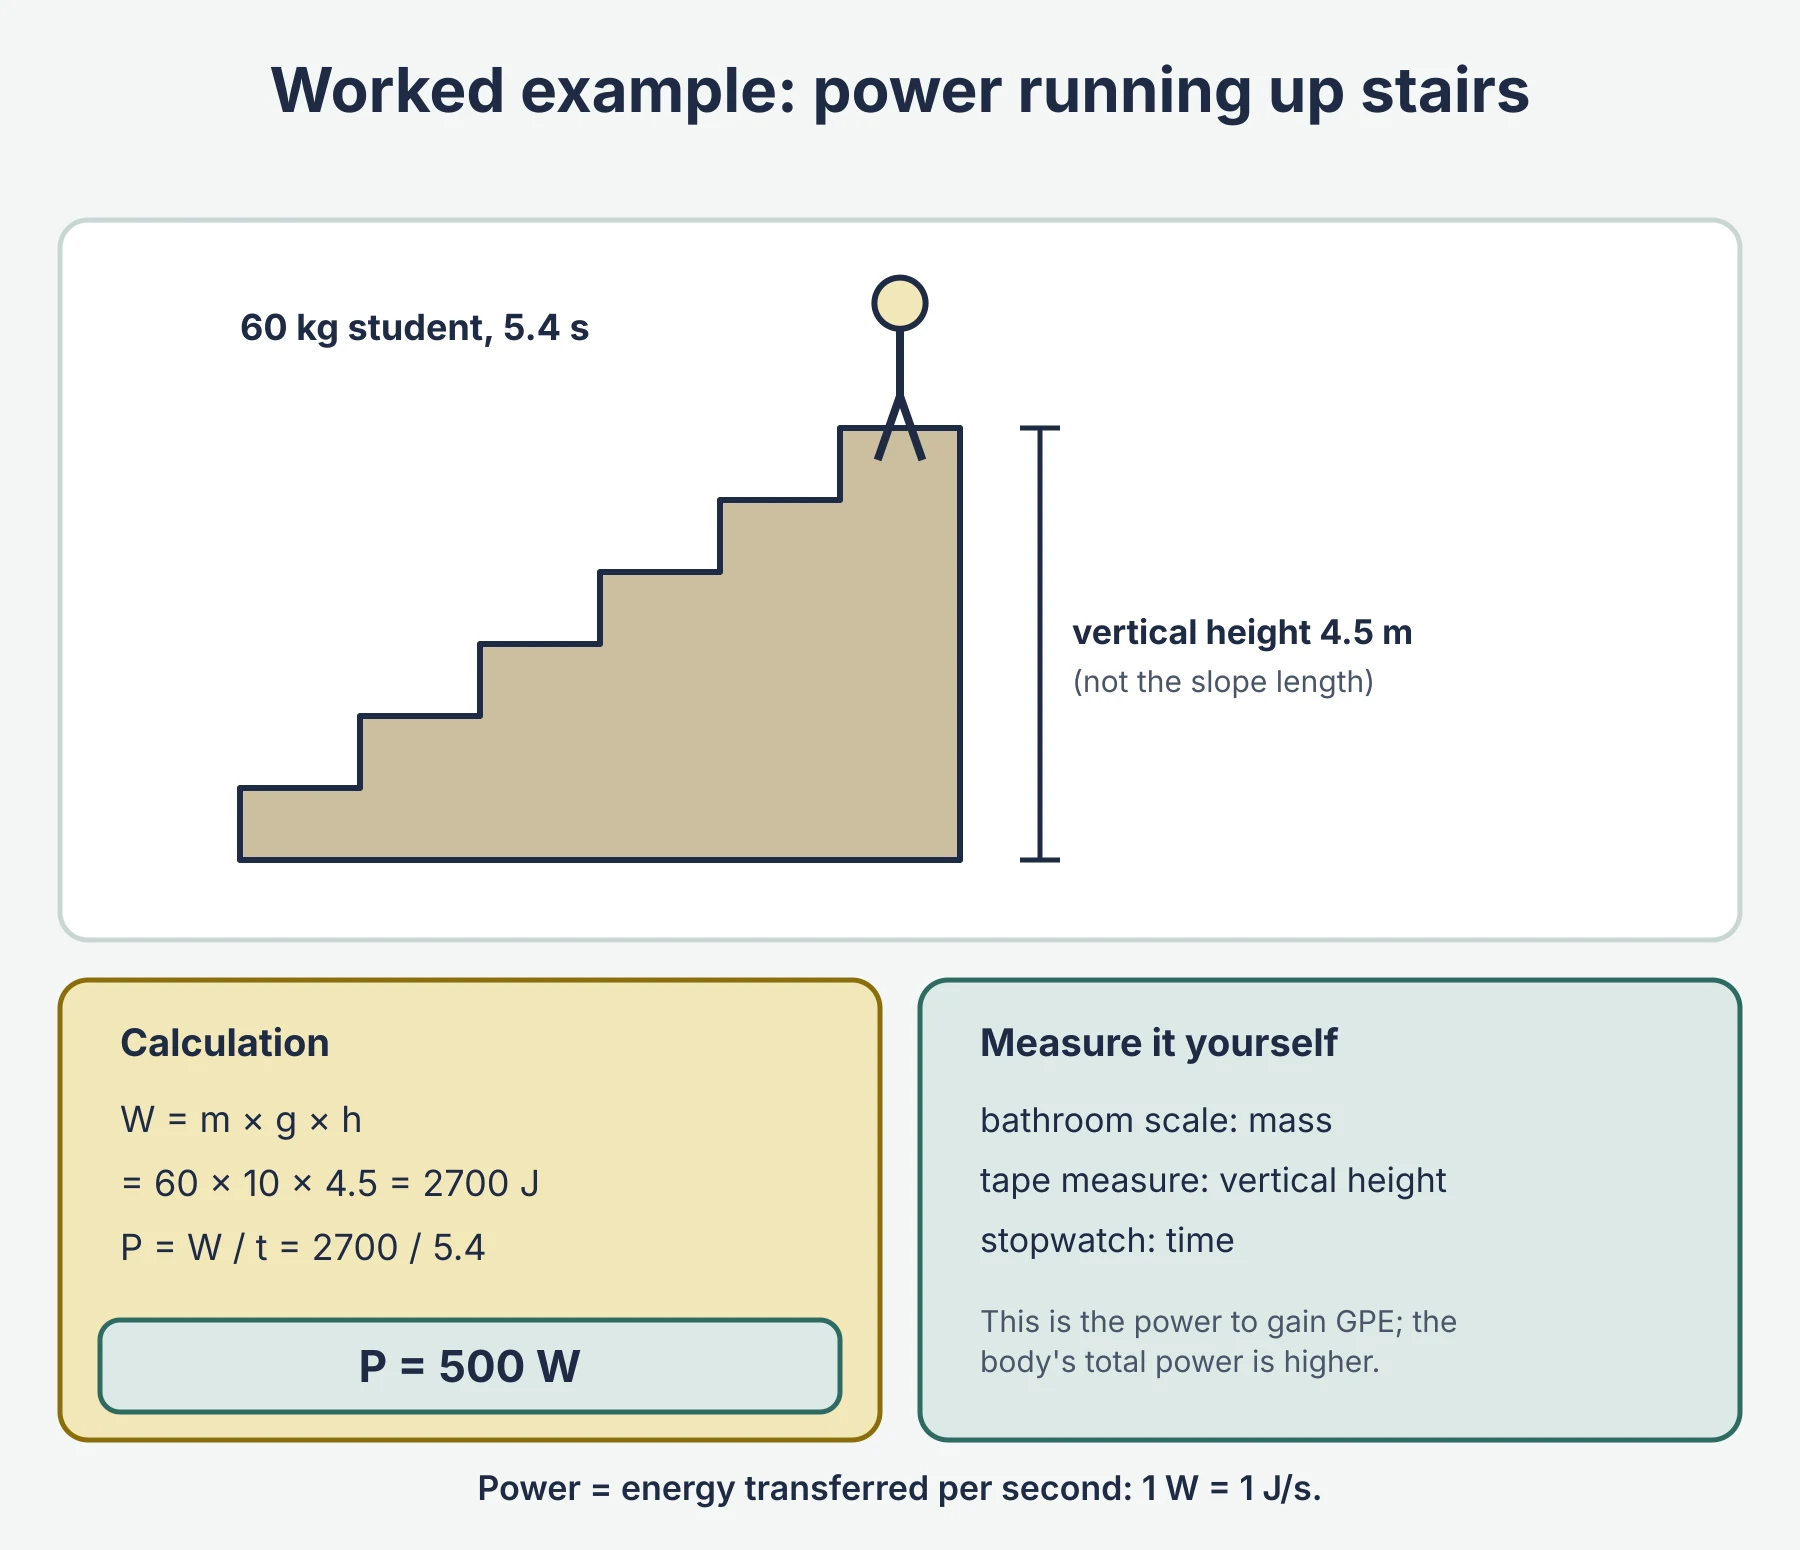 Worked example: power running up stairs
60 kg student, 5.4 s
vertical height 4.5 m
(not the slope length)
Calculation
W = m × g × h
= 60 × 10 × 4.5 = 2700 J
P = W / t = 2700 / 5.4
P = 500 W
Measure it yourself
bathroom scale: mass
tape measure: vertical height
stopwatch: time
This is the power to gain GPE; the
body's total power is higher.
Power = energy transferred per second: 1 W = 1 J/s.